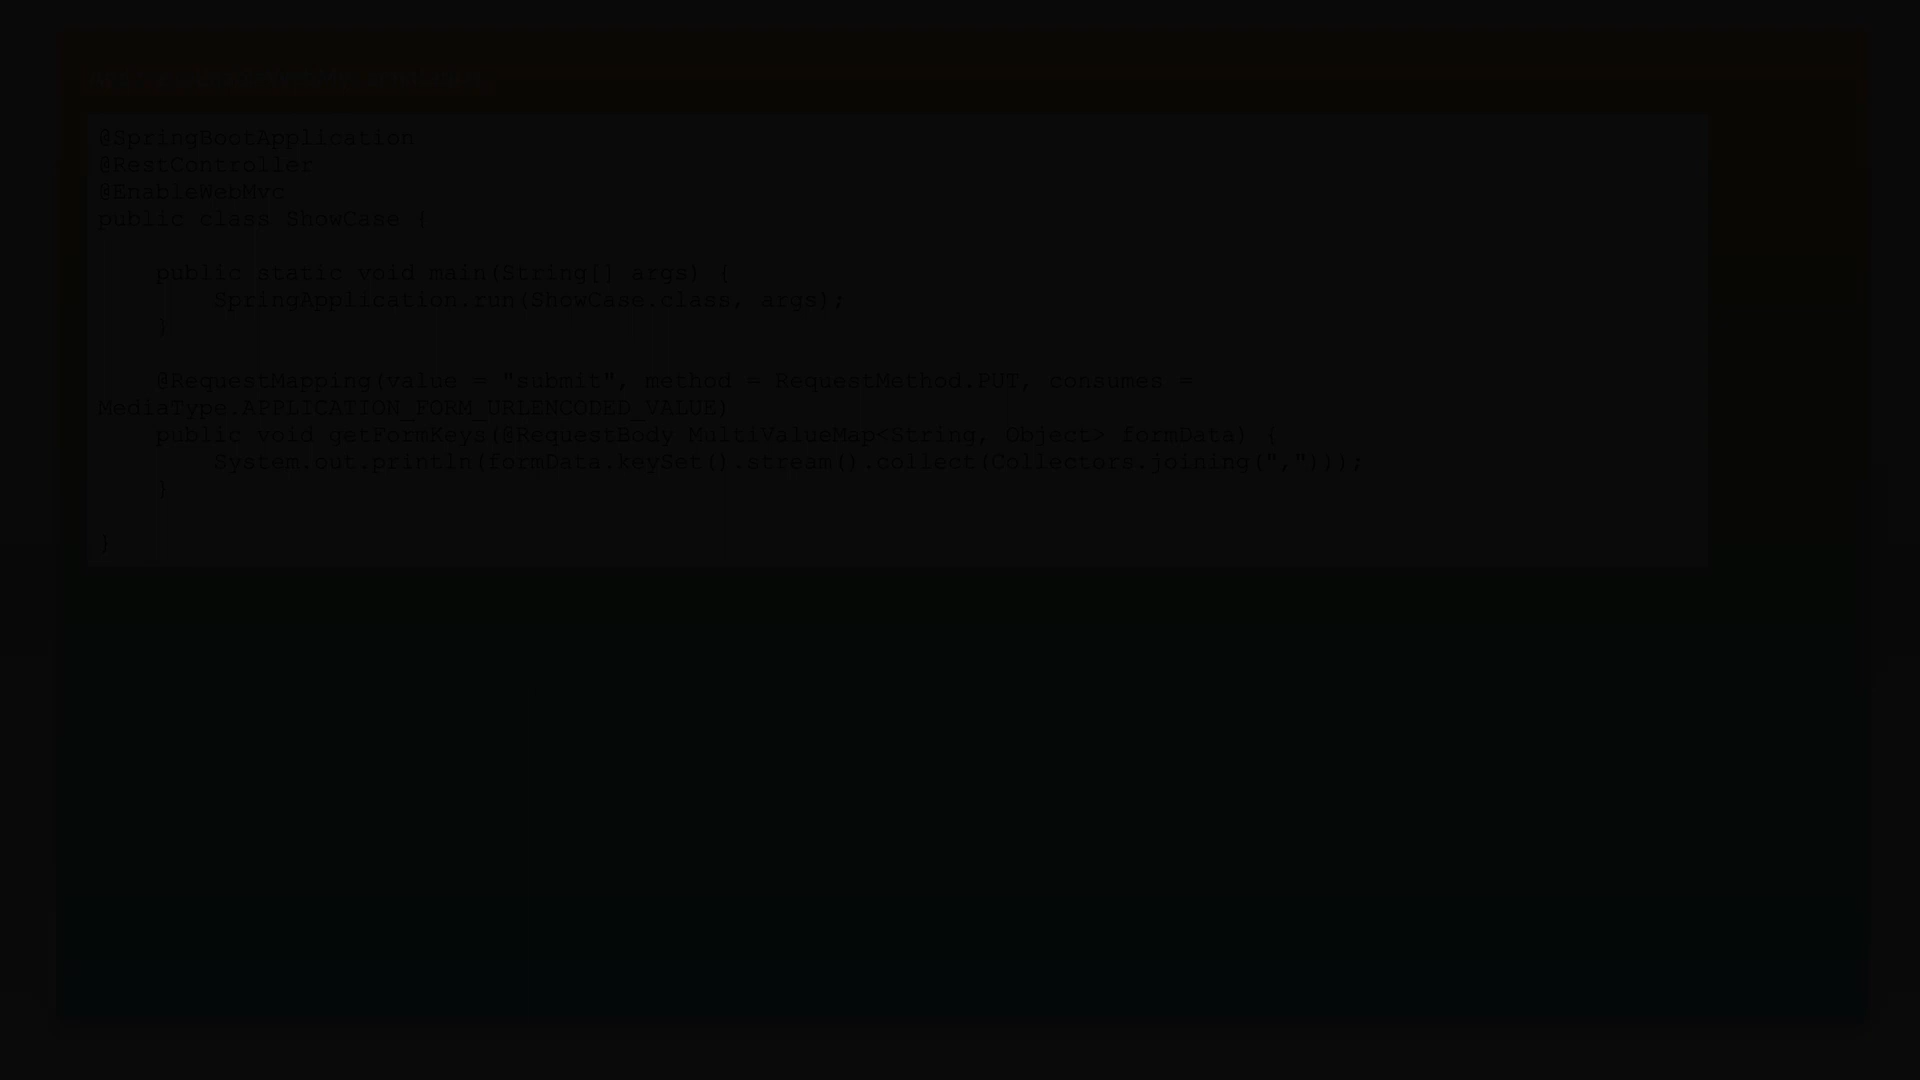 @SpringBootApplication
@RestController
@EnableWebMvc
public class ShowCase {
public static void main(String[] args) {
SpringApplication.run(ShowCase.class, args);
}
@RequestMapping(value = "submit", method = RequestMethod.PUT, consumes =
MediaType.APPLICATION_FORM_URLENCODED_VALUE)
public void getFormKeys(@RequestBody MultiValueMap<String, Object> formData) {
System.out.println(formData.keySet().stream().collect(Collectors.joining(",")));
}
}